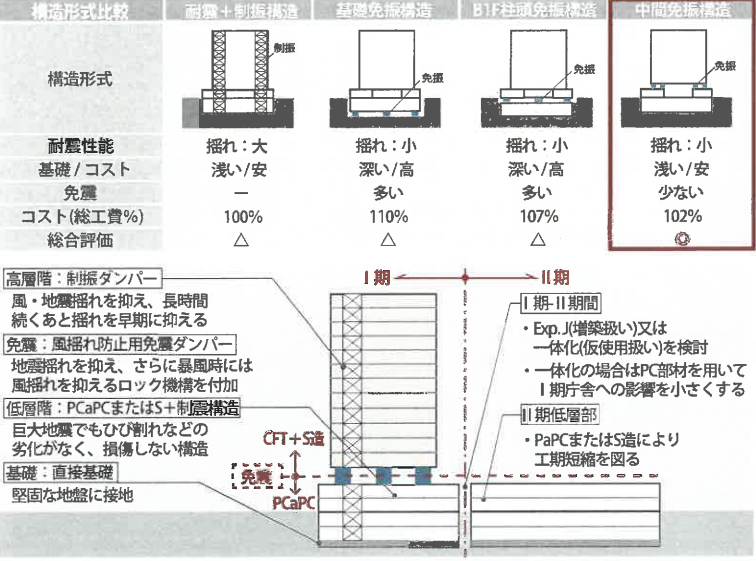 構造形式比較 耐震＋制振構造 基礎免振構造 B1F柱頭免振構造 中間免振構造
構造形式 制振 免振 免振 免振
耐震性能 揺れ：大 揺れ：小 揺れ：小 揺れ：小
基礎/コスト 浅い/安 深い/高 深い/高 浅い/安
免震 ー 多い 多い 少ない
コスト(総工費%) 100% 110% 107% 102%
総合評価 △ △ △ ◎
高層階：制振ダンパー
風・地震揺れを抑え、長時間
続くあと揺れを早期に抑える
免震：風揺れ防止用免震ダンパー
地震揺れを抑え、さらに暴風時には
風揺れを抑えるロック機構を付加
低層階：PCaPCまたはS＋制震構造
巨大地震でもひび割れなどの
劣化がなく、損傷しない構造
基礎：直接基礎
堅固な地盤に接地
I期 II期
CFT＋S造
免震
PCaPC
I期-II期間
・Exp.J(増築扱い)又は
一体化(仮使用扱い)を検討
・一体化の場合はPC部材を用いて
I期庁舎への影響を小さくする
II期低層部
・PaPCまたはS造により
工期短縮を図る